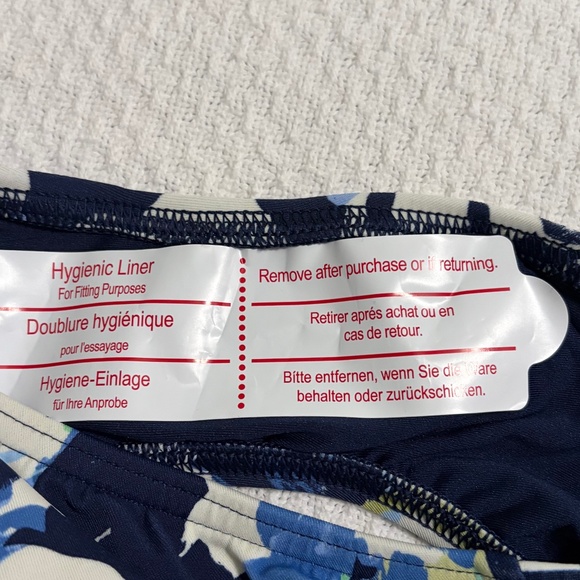 Hygienic Liner
For Fitting Purposes
Doublure hygiénique
pour l'essayage
Hygiene-Einlage
für Ihre Anprobe
Remove after purchase or if returning.
Retirer aprés achat ou en
cas de retour.
Bítte entfernen, wenn Sie die Ware
behalten oder zurückschicken.